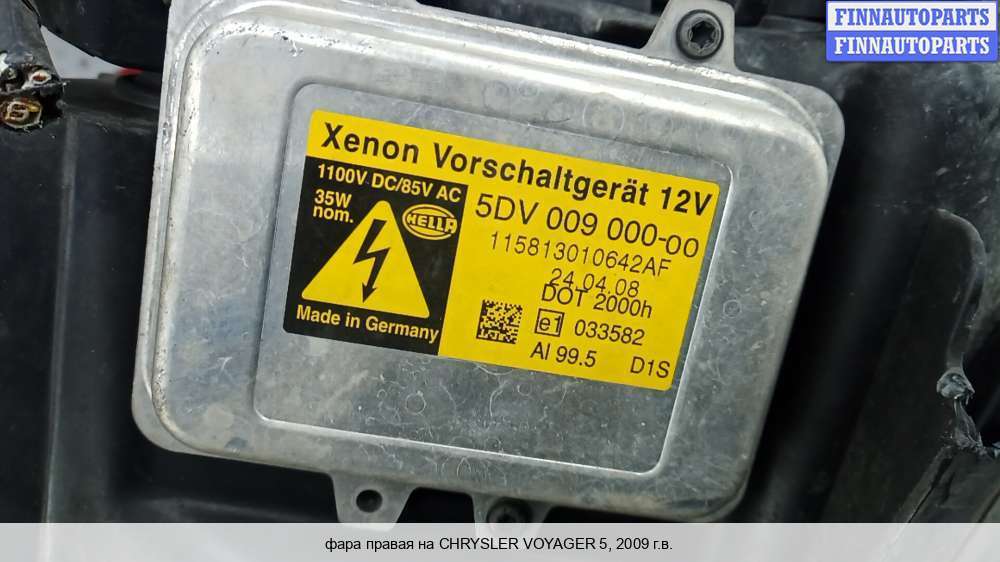 FINNAUTOPARTS
FINNAUTOPARTS
Xenon Vorschaltgerät 12V
1100V DC/85V AC
35W
nom.
HELLA
Made in Germany
5DV 009 000-00
115813010642AF
24.04.08
DOT 2000h
e1 033582
Al 99.5 D1S
фара правая на CHRYSLER VOYAGER 5, 2009 г.в.